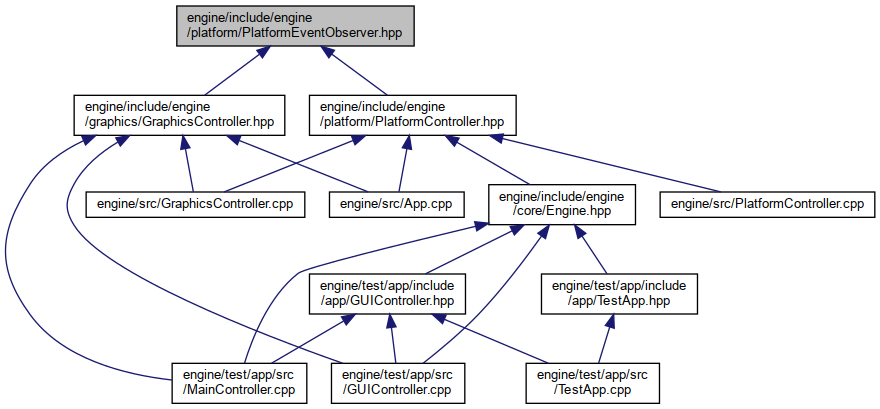 engine/include/engine
/platform/PlatformEventObserver.hpp
engine/include/engine
/graphics/GraphicsController.hpp
engine/include/engine
/platform/PlatformController.hpp
engine/src/GraphicsController.cpp
engine/src/App.cpp
engine/include/engine
/core/Engine.hpp
engine/src/PlatformController.cpp
engine/test/app/include
/app/GUIController.hpp
engine/test/app/include
/app/TestApp.hpp
engine/test/app/src
/MainController.cpp
engine/test/app/src
/GUIController.cpp
engine/test/app/src
/TestApp.cpp